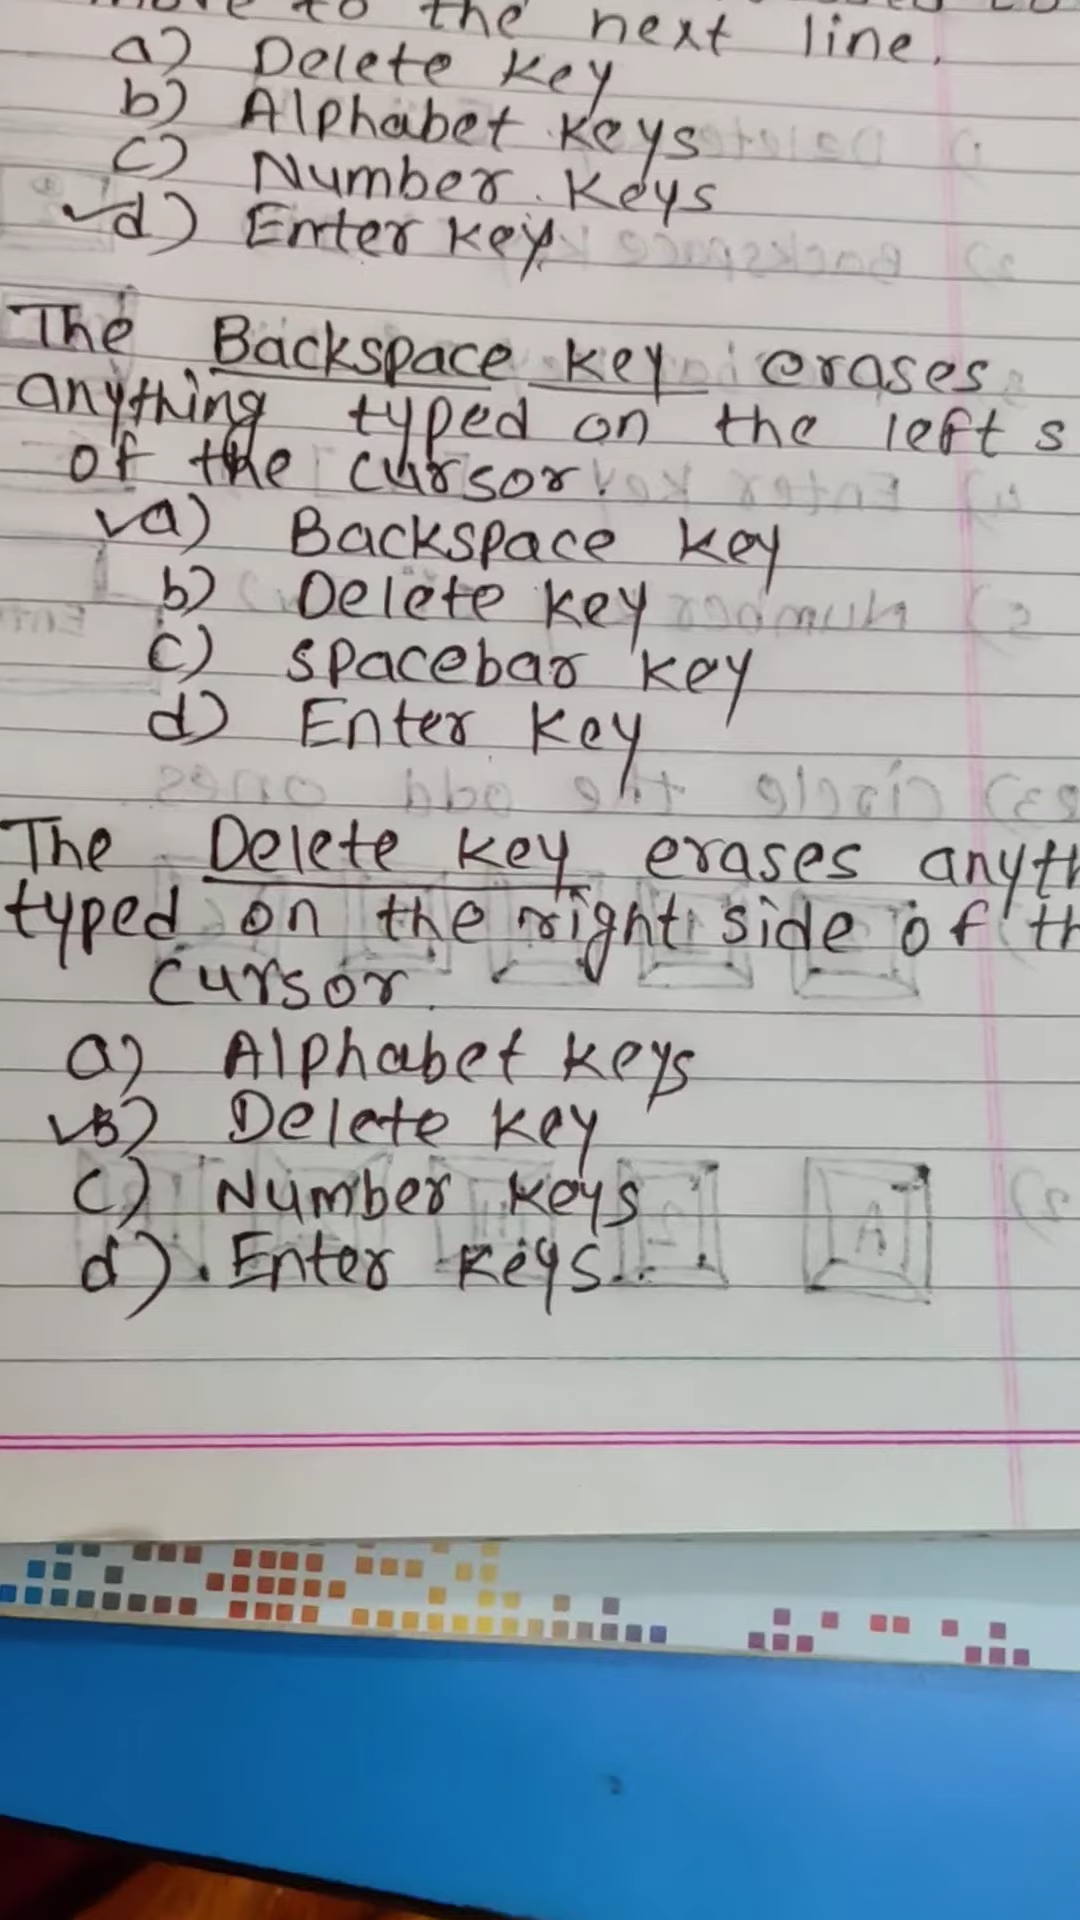 to the next line.
a) Delete key
b) Alphabet keys
c) Number keys
✓d) Enter key
The Backspace key erases
anything typed on the left s
of the cursor.
✓a) Backspace key
b) Delete key
c) spacebar key
d) Enter key
The Delete key erases anyth
typed on the right side of th
cursor.
a) Alphabet keys
✓B) Delete key
c) Number keys
d) Enter keys